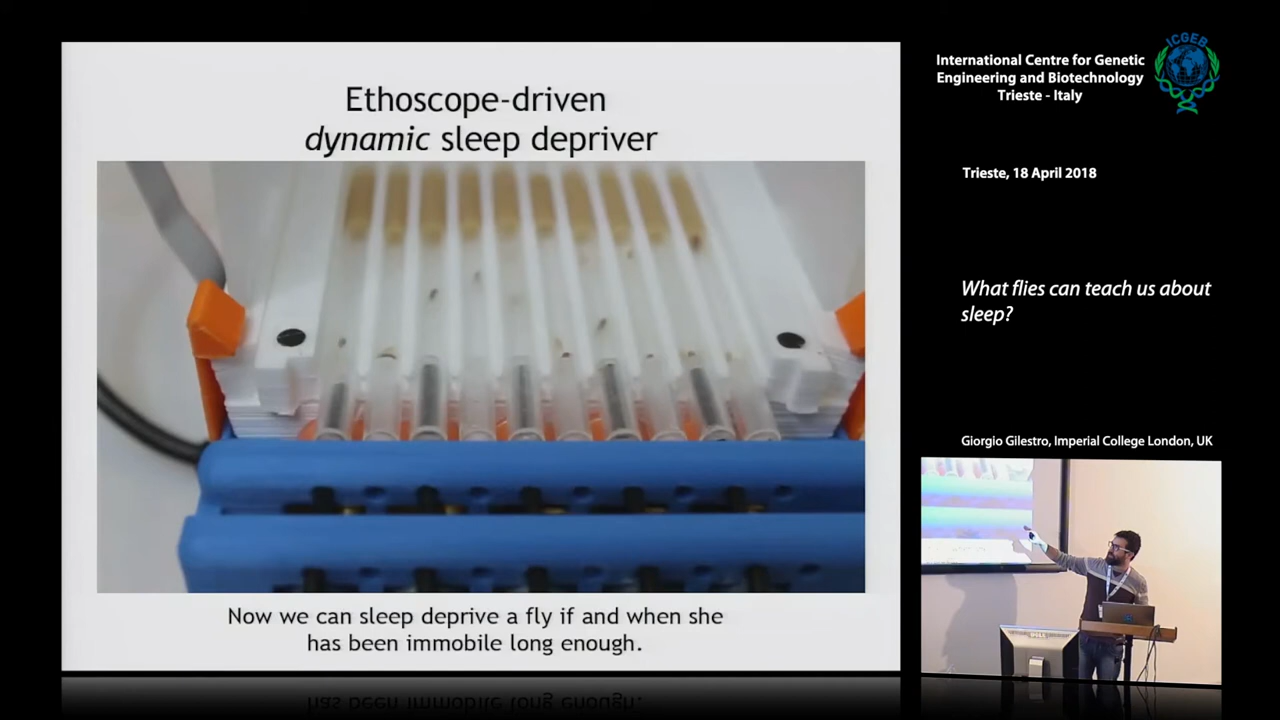 Ethoscope-driven
dynamic sleep depriver
Now we can sleep deprive a fly if and when she
has been immobile long enough.
International Centre for Genetic
Engineering and Biotechnology
Trieste - Italy
ICGEB
Trieste, 18 April 2018
What flies can teach us about
sleep?
Giorgio Gilestro, Imperial College London, UK
DELL